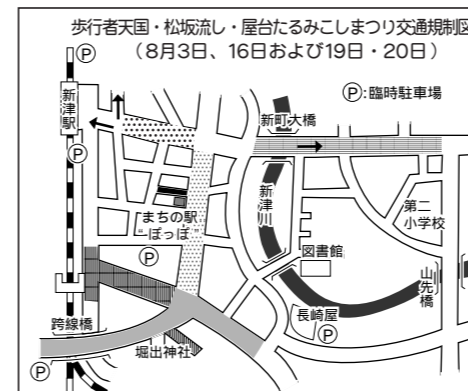 歩行者天国・松坂流し・屋台たるみこしまつり交通規制図
（8月3日、16日および19日・20日）
Ⓟ:臨時駐車場
Ⓟ
新津駅
Ⓟ
新町大橋
まちの駅
"ぽっぽ"
Ⓟ
新津川
第二
小学校
図書館
山先橋
長崎屋
Ⓟ
跨線橋
堀出神社
Ⓟ